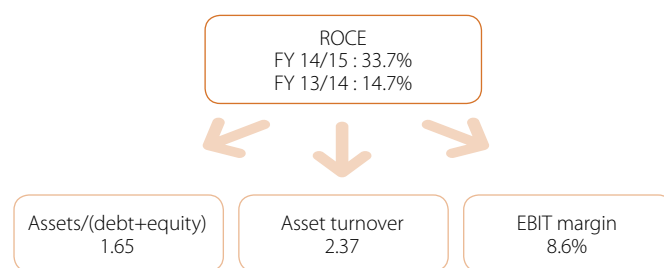 ROCE
FY 14/15 : 33.7%
FY 13/14 : 14.7%
Assets/(debt+equity)
1.65
Asset turnover
2.37
EBIT margin
8.6%